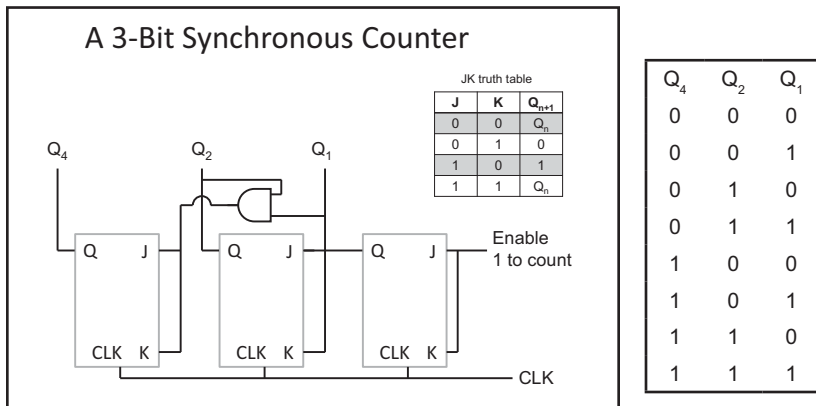 A 3-Bit Synchronous Counter
JK truth table
J K Qn+1
0 0 Qn
0 1 0
1 0 1
1 1 Qn
Q4 Q2 Q1
Q J Q J Q J
Enable
1 to count
CLK K CLK K CLK K
CLK
Q4 Q2 Q1
0 0 0
0 0 1
0 1 0
0 1 1
1 0 0
1 0 1
1 1 0
1 1 1